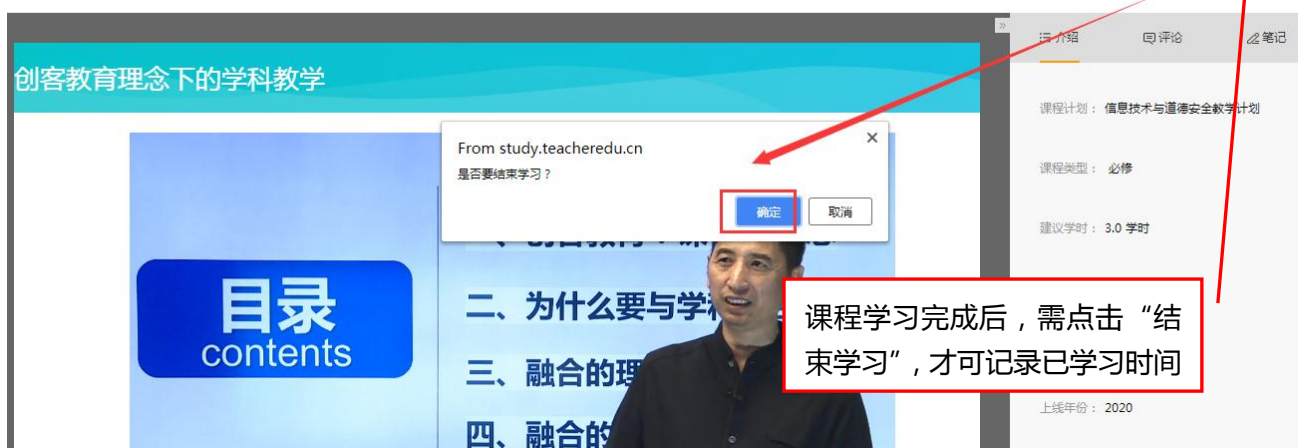 介绍
评论
笔记
创客教育理念下的学科教学
课程计划： 信息技术与道德安全教学计划
From study.teacheredu.cn
是否要结束学习？
课程类型： 必修
确定
取消
建议学时： 3.0 学时
目录
contents
二、为什么要与学
三、融合的理
四、融合的
课程学习完成后，需点击“结
束学习”，才可记录已学习时间
上线年份： 2020